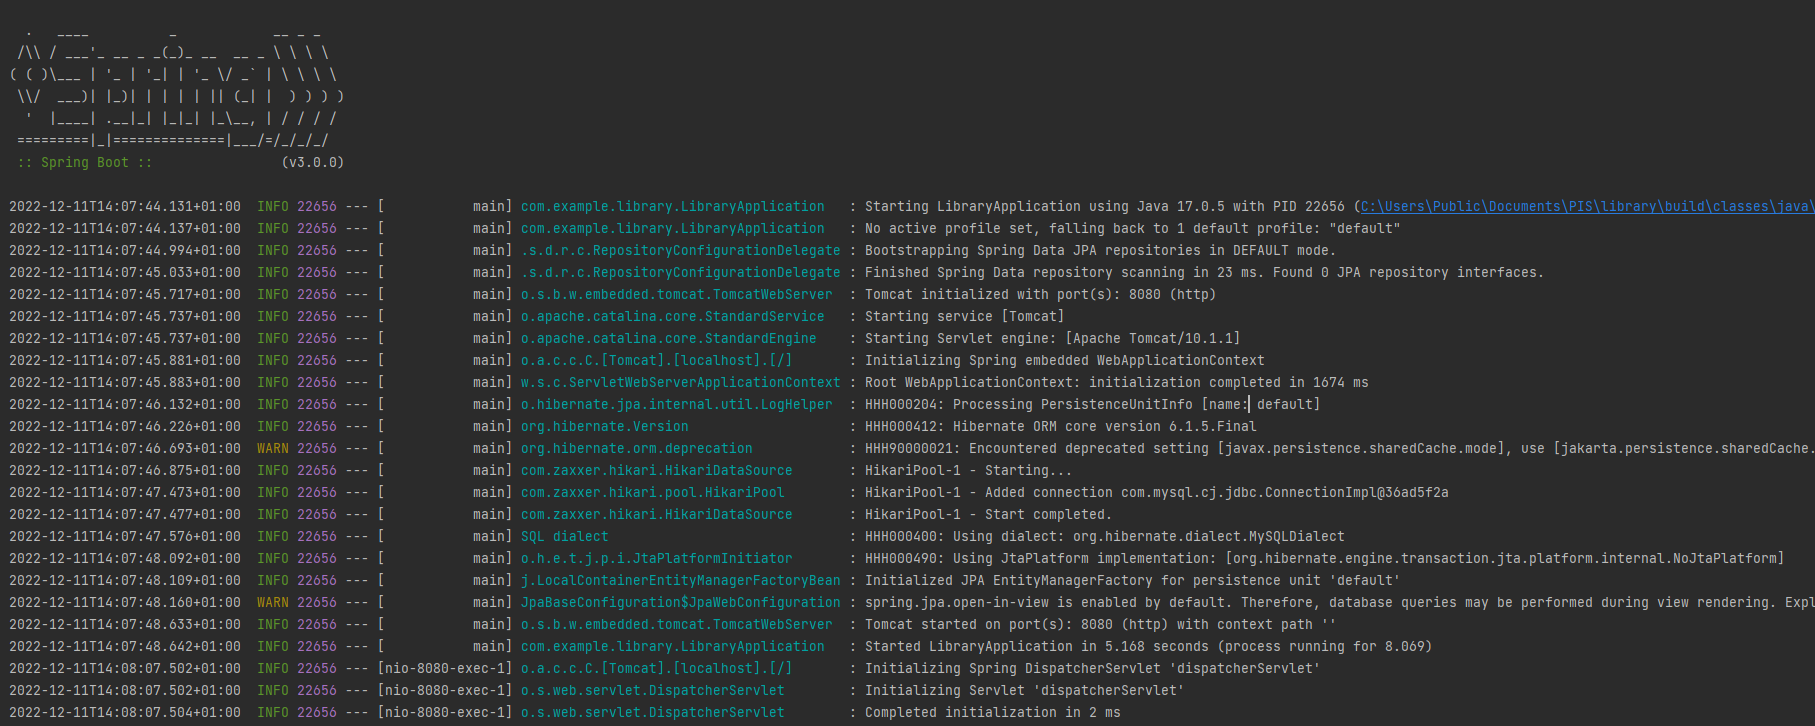 .   ____          _            __ _ _
 /\\ / ___'_ __ _ _(_)_ __  __ _ \ \ \ \
( ( )\___ | '_ | '_| | '_ \/ _` | \ \ \ \
 \\/  ___)| |_)| | | | | || (_| |  ) ) ) )
  '  |____| .__|_| |_|_| |_\__, | / / / /
 =========|_|==============|___/=/_/_/_/
 :: Spring Boot ::                (v3.0.0)
2022-12-11T14:07:44.131+01:00  INFO 22656 --- [           main] com.example.library.LibraryApplication   : Starting LibraryApplication using Java 17.0.5 with PID 22656 (C:\Users\Public\Documents\PIS\library\build\classes\java\
2022-12-11T14:07:44.137+01:00  INFO 22656 --- [           main] com.example.library.LibraryApplication   : No active profile set, falling back to 1 default profile: "default"
2022-12-11T14:07:44.994+01:00  INFO 22656 --- [           main] .s.d.r.c.RepositoryConfigurationDelegate : Bootstrapping Spring Data JPA repositories in DEFAULT mode.
2022-12-11T14:07:45.033+01:00  INFO 22656 --- [           main] .s.d.r.c.RepositoryConfigurationDelegate : Finished Spring Data repository scanning in 23 ms. Found 0 JPA repository interfaces.
2022-12-11T14:07:45.717+01:00  INFO 22656 --- [           main] o.s.b.w.embedded.tomcat.TomcatWebServer  : Tomcat initialized with port(s): 8080 (http)
2022-12-11T14:07:45.737+01:00  INFO 22656 --- [           main] o.apache.catalina.core.StandardService   : Starting service [Tomcat]
2022-12-11T14:07:45.737+01:00  INFO 22656 --- [           main] o.apache.catalina.core.StandardEngine    : Starting Servlet engine: [Apache Tomcat/10.1.1]
2022-12-11T14:07:45.881+01:00  INFO 22656 --- [           main] o.a.c.c.C.[Tomcat].[localhost].[/]       : Initializing Spring embedded WebApplicationContext
2022-12-11T14:07:45.883+01:00  INFO 22656 --- [           main] w.s.c.ServletWebServerApplicationContext : Root WebApplicationContext: initialization completed in 1674 ms
2022-12-11T14:07:46.132+01:00  INFO 22656 --- [           main] o.hibernate.jpa.internal.util.LogHelper  : HHH000204: Processing PersistenceUnitInfo [name: default]
2022-12-11T14:07:46.226+01:00  INFO 22656 --- [           main] org.hibernate.Version                    : HHH000412: Hibernate ORM core version 6.1.5.Final
2022-12-11T14:07:46.693+01:00  WARN 22656 --- [           main] org.hibernate.orm.deprecation            : HHH90000021: Encountered deprecated setting [javax.persistence.sharedCache.mode], use [jakarta.persistence.sharedCache.
2022-12-11T14:07:46.875+01:00  INFO 22656 --- [           main] com.zaxxer.hikari.HikariDataSource       : HikariPool-1 - Starting...
2022-12-11T14:07:47.473+01:00  INFO 22656 --- [           main] com.zaxxer.hikari.pool.HikariPool        : HikariPool-1 - Added connection com.mysql.cj.jdbc.ConnectionImpl@36ad5f2a
2022-12-11T14:07:47.477+01:00  INFO 22656 --- [           main] com.zaxxer.hikari.HikariDataSource       : HikariPool-1 - Start completed.
2022-12-11T14:07:47.576+01:00  INFO 22656 --- [           main] SQL dialect                              : HHH000400: Using dialect: org.hibernate.dialect.MySQLDialect
2022-12-11T14:07:48.092+01:00  INFO 22656 --- [           main] o.h.e.t.j.p.i.JtaPlatformInitiator       : HHH000490: Using JtaPlatform implementation: [org.hibernate.engine.transaction.jta.platform.internal.NoJtaPlatform]
2022-12-11T14:07:48.109+01:00  INFO 22656 --- [           main] j.LocalContainerEntityManagerFactoryBean : Initialized JPA EntityManagerFactory for persistence unit 'default'
2022-12-11T14:07:48.160+01:00  WARN 22656 --- [           main] JpaBaseConfiguration$JpaWebConfiguration : spring.jpa.open-in-view is enabled by default. Therefore, database queries may be performed during view rendering. Expl
2022-12-11T14:07:48.633+01:00  INFO 22656 --- [           main] o.s.b.w.embedded.tomcat.TomcatWebServer  : Tomcat started on port(s): 8080 (http) with context path ''
2022-12-11T14:07:48.642+01:00  INFO 22656 --- [           main] com.example.library.LibraryApplication   : Started LibraryApplication in 5.168 seconds (process running for 8.069)
2022-12-11T14:08:07.502+01:00  INFO 22656 --- [nio-8080-exec-1] o.a.c.c.C.[Tomcat].[localhost].[/]       : Initializing Spring DispatcherServlet 'dispatcherServlet'
2022-12-11T14:08:07.502+01:00  INFO 22656 --- [nio-8080-exec-1] o.s.web.servlet.DispatcherServlet        : Initializing Servlet 'dispatcherServlet'
2022-12-11T14:08:07.504+01:00  INFO 22656 --- [nio-8080-exec-1] o.s.web.servlet.DispatcherServlet        : Completed initialization in 2 ms